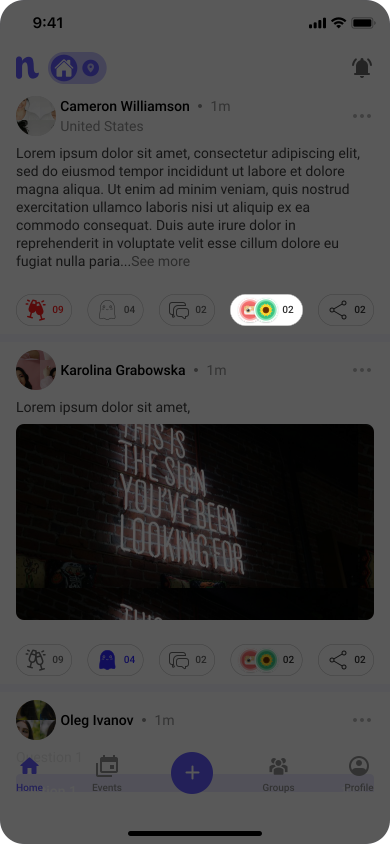 9:41
n
Cameron Williamson • 1m
United States
Lorem ipsum dolor sit amet, consectetur adipiscing elit,
sed do eiusmod tempor incididunt ut labore et dolore
magna aliqua. Ut enim ad minim veniam, quis nostrud
exercitation ullamco laboris nisi ut aliquip ex ea
commodo consequat. Duis aute irure dolor in
reprehenderit in voluptate velit esse cillum dolore eu
fugiat nulla paria...See more
09 04 02 02 02
Karolina Grabowska • 1m
Lorem ipsum dolor sit amet,
THIS IS
THE SIGN
YOU'VE BEEN
LOOKING FOR
THIS
09 04 02 02 02
Oleg Ivanov • 1m
Question 1
Home Events Groups Profile